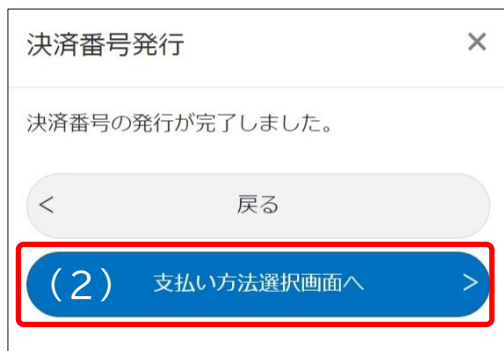 決済番号発行 ×
決済番号の発行が完了しました。
< 戻る
(2) 支払い方法選択画面へ >